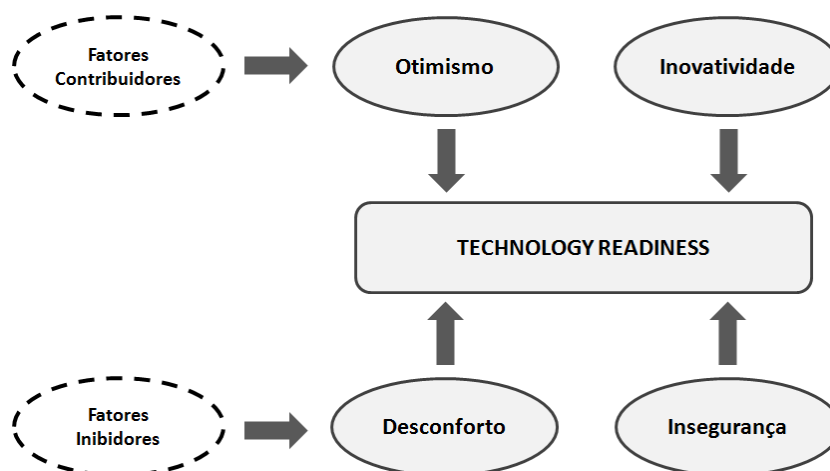 Fatores
Contribuidores
Otimismo
Inovatividade
TECHNOLOGY READINESS
Fatores
Inibidores
Desconforto
Insegurança